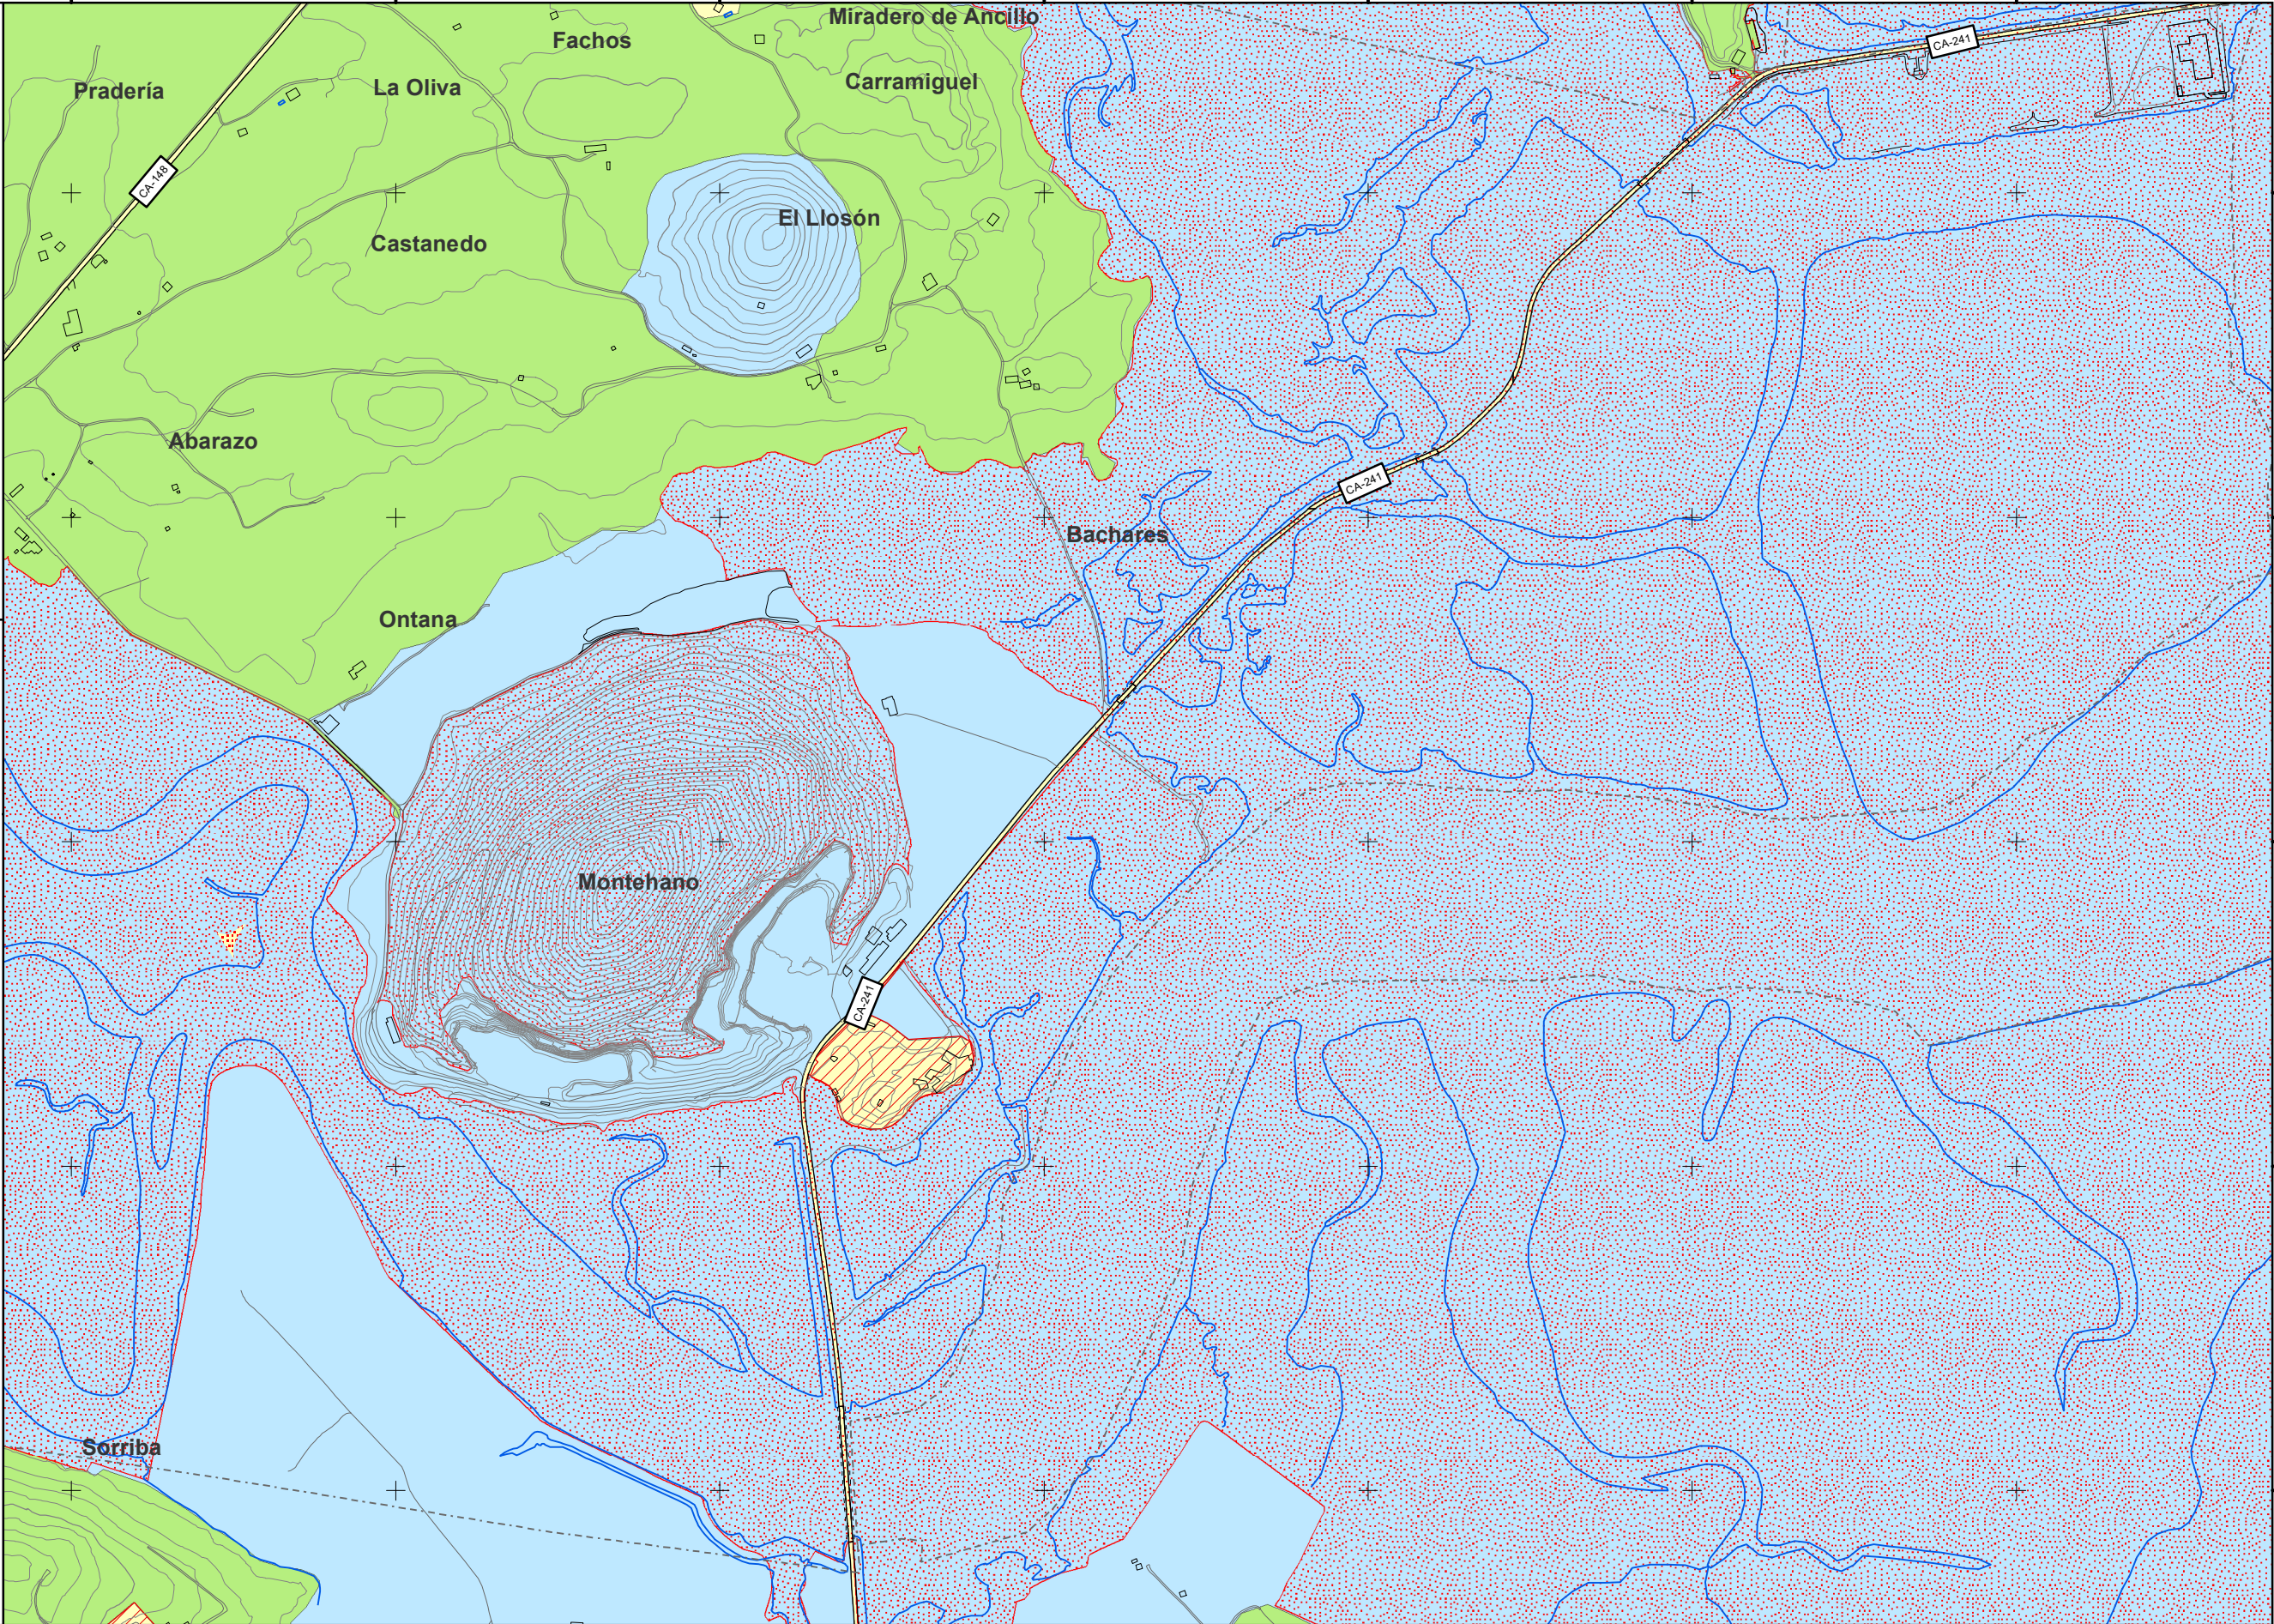 Miradero de Ancillo
Fachos
CA-241
Carramiguel
La Oliva
Pradería
CA-148
El Llosón
Castanedo
Abarazo
CA-241
Bachares
Ontana
Montehano
CA-241
Sorriba